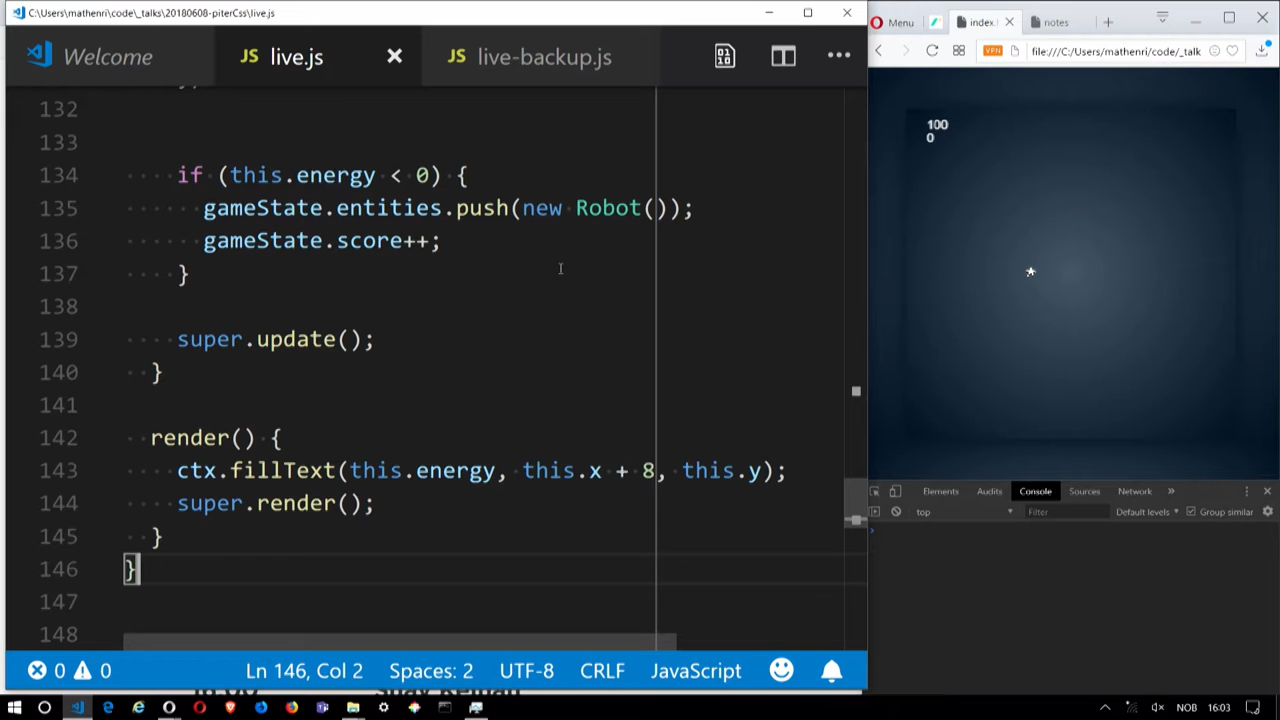 C:\Users\mathenri\code\_talks\20180608-piterCss\live.js
Welcome
JS live.js
JS live-backup.js
132
133
134 if (this.energy < 0) {
135 gameState.entities.push(new Robot());
136 gameState.score++;
137 }
138
139 super.update();
140 }
141
142 render() {
143 ctx.fillText(this.energy, this.x + 8, this.y);
144 super.render();
145 }
146 }
147
148
0 0 Ln 146, Col 2 Spaces: 2 UTF-8 CRLF JavaScript
Menu index.h notes
VPN file:///C:/Users/mathenri/code/_talk
100
0
Elements Audits Console Sources Network »
top Filter Default levels Group similar
NOB 16:03